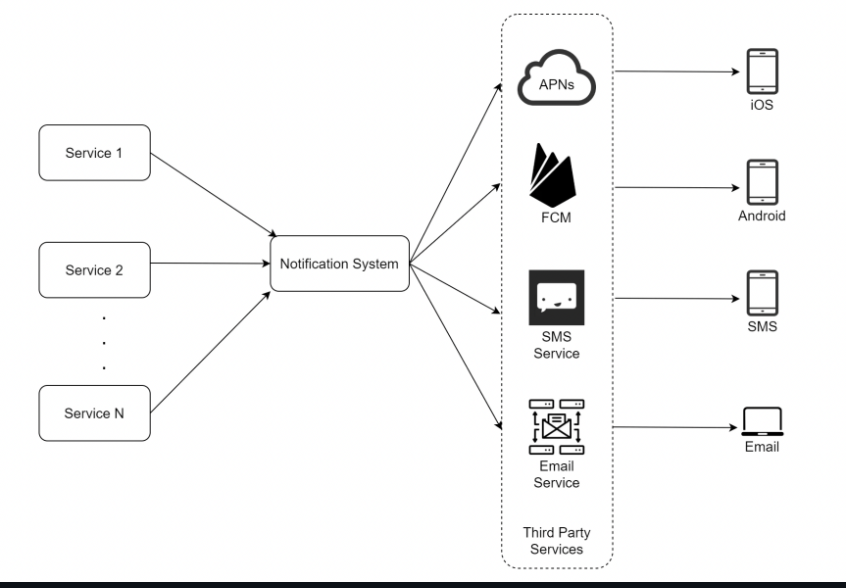 APNs
iOS
Service 1
FCM
Android
Service 2
Notification System
SMS
Service
SMS
Service N
Email
Service
Email
Third Party
Services